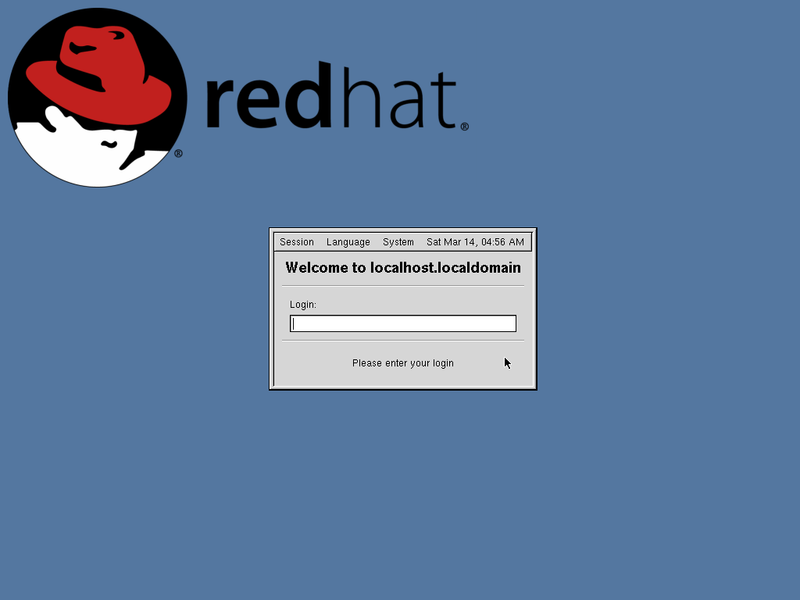 redhat®
®
Session Language System Sat Mar 14, 04:56 AM
Welcome to localhost.localdomain
Login:
Please enter your login